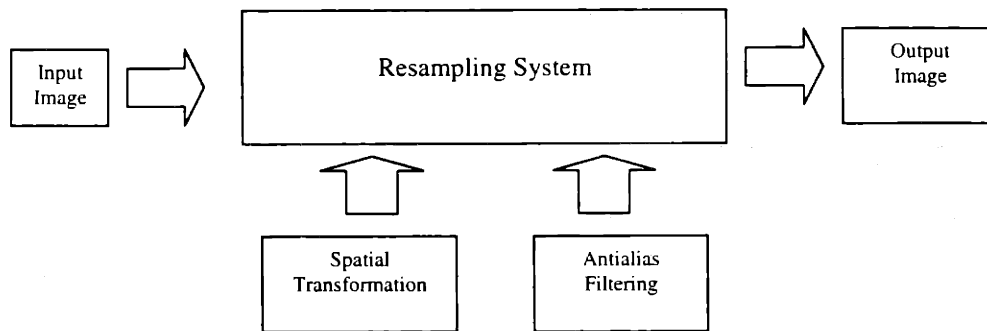 Input
Image
Resampling System
Output
Image
Spatial
Transformation
Antialias
Filtering